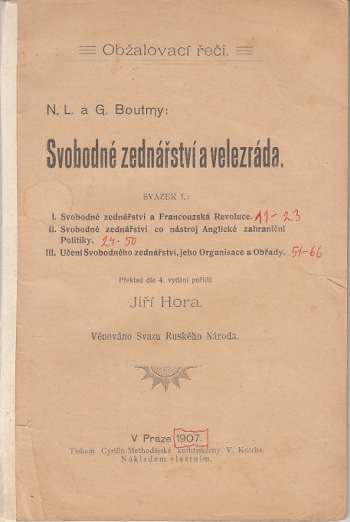 Obžalovací řeči.
N. L. a G. Boutmy:
Svobodné zednářství a velezráda.
SVAZEK I.:
I. Svobodné zednářství a Francouzská Revoluce. 11-23
II. Svobodné zednářství co nástroj Anglické zahraniční
Politiky. 24-50
III. Učení Svobodného zednářství, jeho Organisace a Obřady. 51-66
Překlad dle 4. vydání pořídil
Jiří Hora.
Věnováno Svazu Ruského Národa.
V Praze 1907.
Tiskem Cyrillo-Methodějské knihtiskárny V. Kotrba.
Nákladem vlastním.